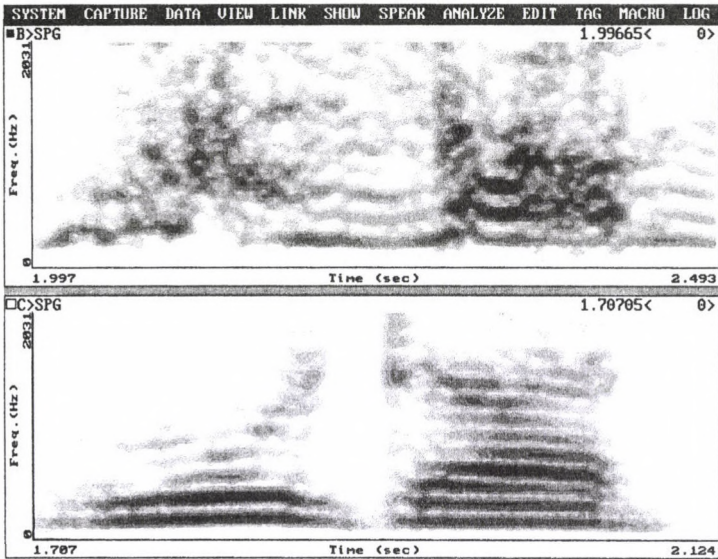 SYSTEM CAPTURE DATA VIEW LINK SHOW SPEAK ANALYZE EDIT TAG MACRO LOG
■B>SPG 1.99665< 0>
2031
Freq.(Hz)
0
1.997 Time (sec) 2.493
□C>SPG 1.70705< 0>
2031
Freq.(Hz)
0
1.707 Time (sec) 2.124